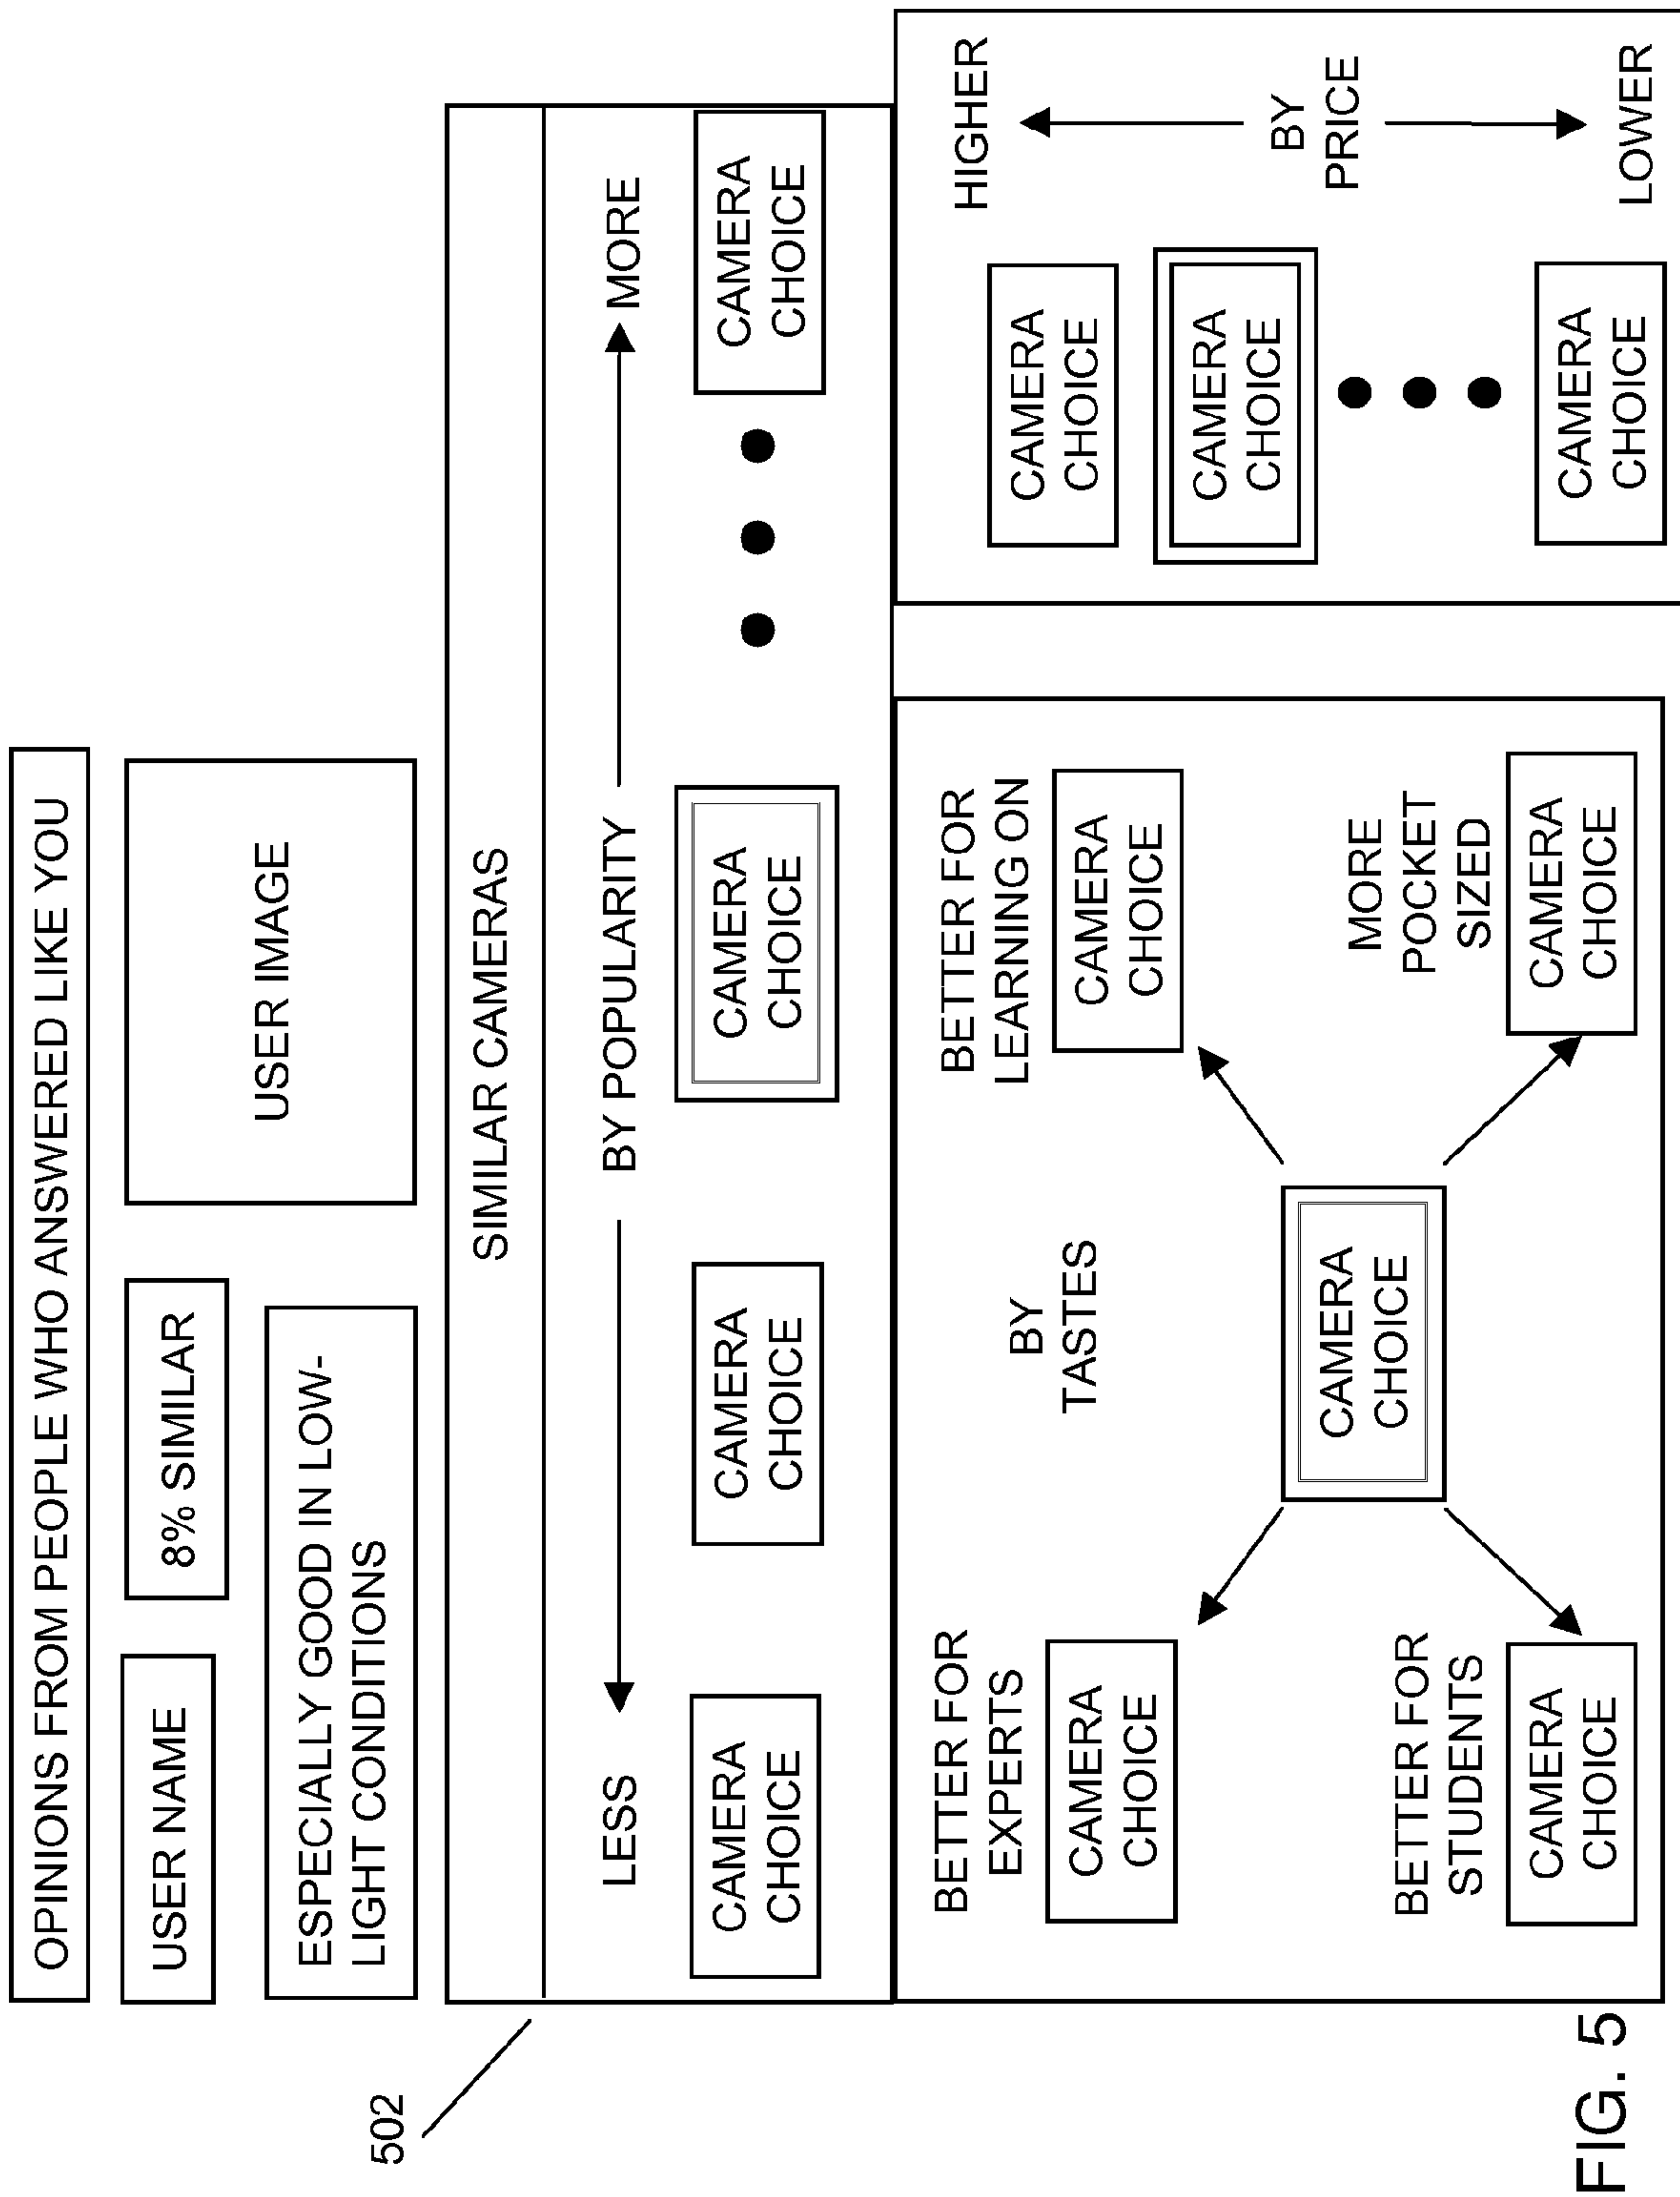 OPINIONS FROM PEOPLE WHO ANSWERED LIKE YOU
USER NAME
8% SIMILAR
USER IMAGE
ESPECIALLY GOOD IN LOW-
LIGHT CONDITIONS
502
SIMILAR CAMERAS
LESS
BY POPULARITY
MORE
CAMERA
CHOICE
CAMERA
CHOICE
CAMERA
CHOICE
CAMERA
CHOICE
BETTER FOR
EXPERTS
CAMERA
CHOICE
BY
TASTES
BETTER FOR
LEARNING ON
CAMERA
CHOICE
CAMERA
CHOICE
BETTER FOR
STUDENTS
CAMERA
CHOICE
MORE
POCKET
SIZED
CAMERA
CHOICE
HIGHER
CAMERA
CHOICE
CAMERA
CHOICE
BY
PRICE
CAMERA
CHOICE
LOWER
FIG. 5